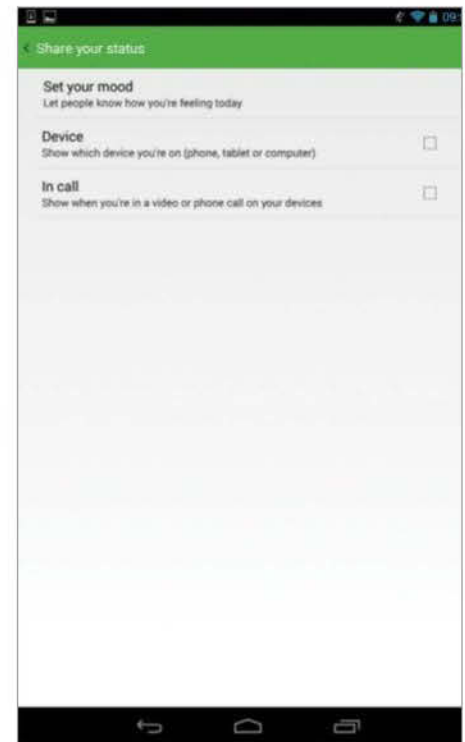 09:
Share your status
Set your mood
Let people know how you're feeling today
Device
Show which device you're on (phone, tablet or computer)
In call
Show when you're in a video or phone call on your devices